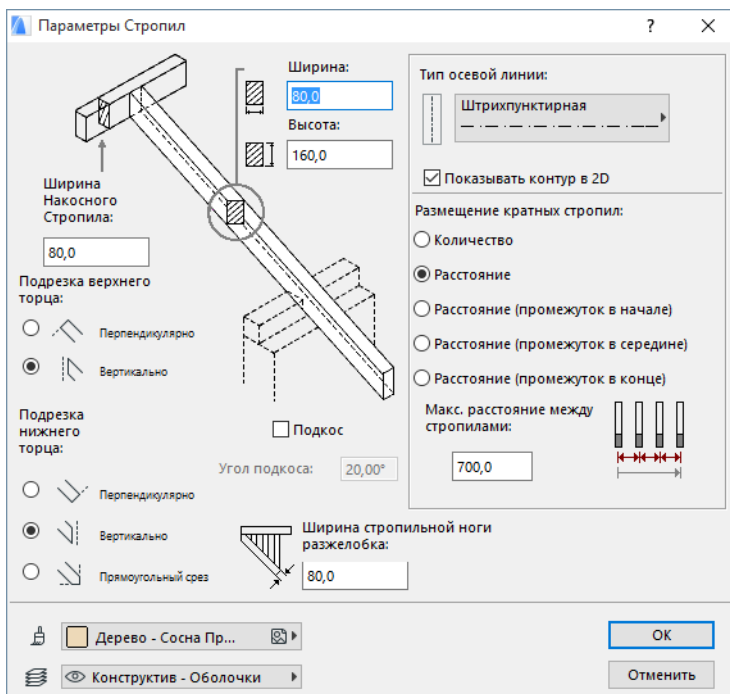 Параметры Стропил
?
Ширина:
80,0
Высота:
160,0
Ширина
Накосного
Стропила:
80,0
Подрезка верхнего
торца:
Перпендикулярно
Вертикально
Подрезка
нижнего
торца:
Перпендикулярно
Вертикально
Прямоугольный срез
Подкос
Угол подкоса:
20,00°
Ширина стропильной ноги
разжелобка:
80,0
Тип осевой линии:
Штрихпунктирная
Показывать контур в 2D
Размещение кратных стропил:
Количество
Расстояние
Расстояние (промежуток в начале)
Расстояние (промежуток в середине)
Расстояние (промежуток в конце)
Макс. расстояние между
стропилами:
700,0
Дерево - Сосна Пр...
Конструктив - Оболочки
ОК
Отменить